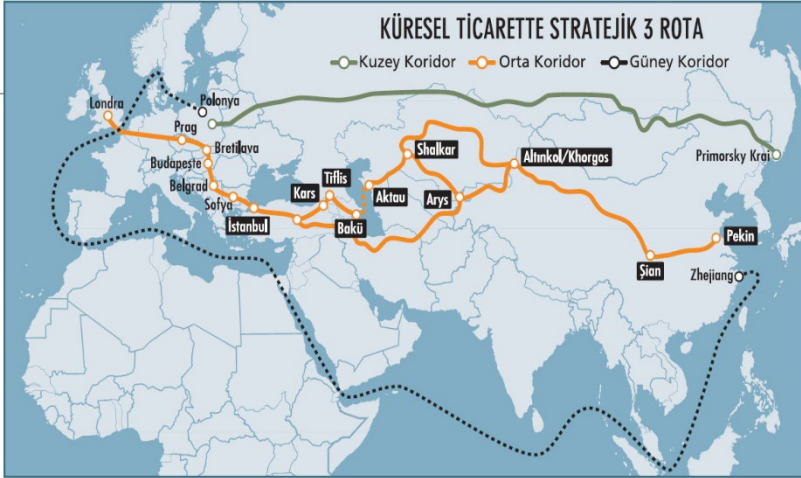 KÜRESEL TİCARETTE STRATEJİK 3 ROTA
Kuzey Koridor Orta Koridor Güney Koridor
Londra
Polonya
Prag
Bretilava
Budapeşte
Belgrad
Sofya
İstanbul
Kars
Tiflis
Bakü
Aktau
Shalkar
Arys
Altınkol/Khorgos
Primorsky Krai
Pekin
Şian
Zhejiang